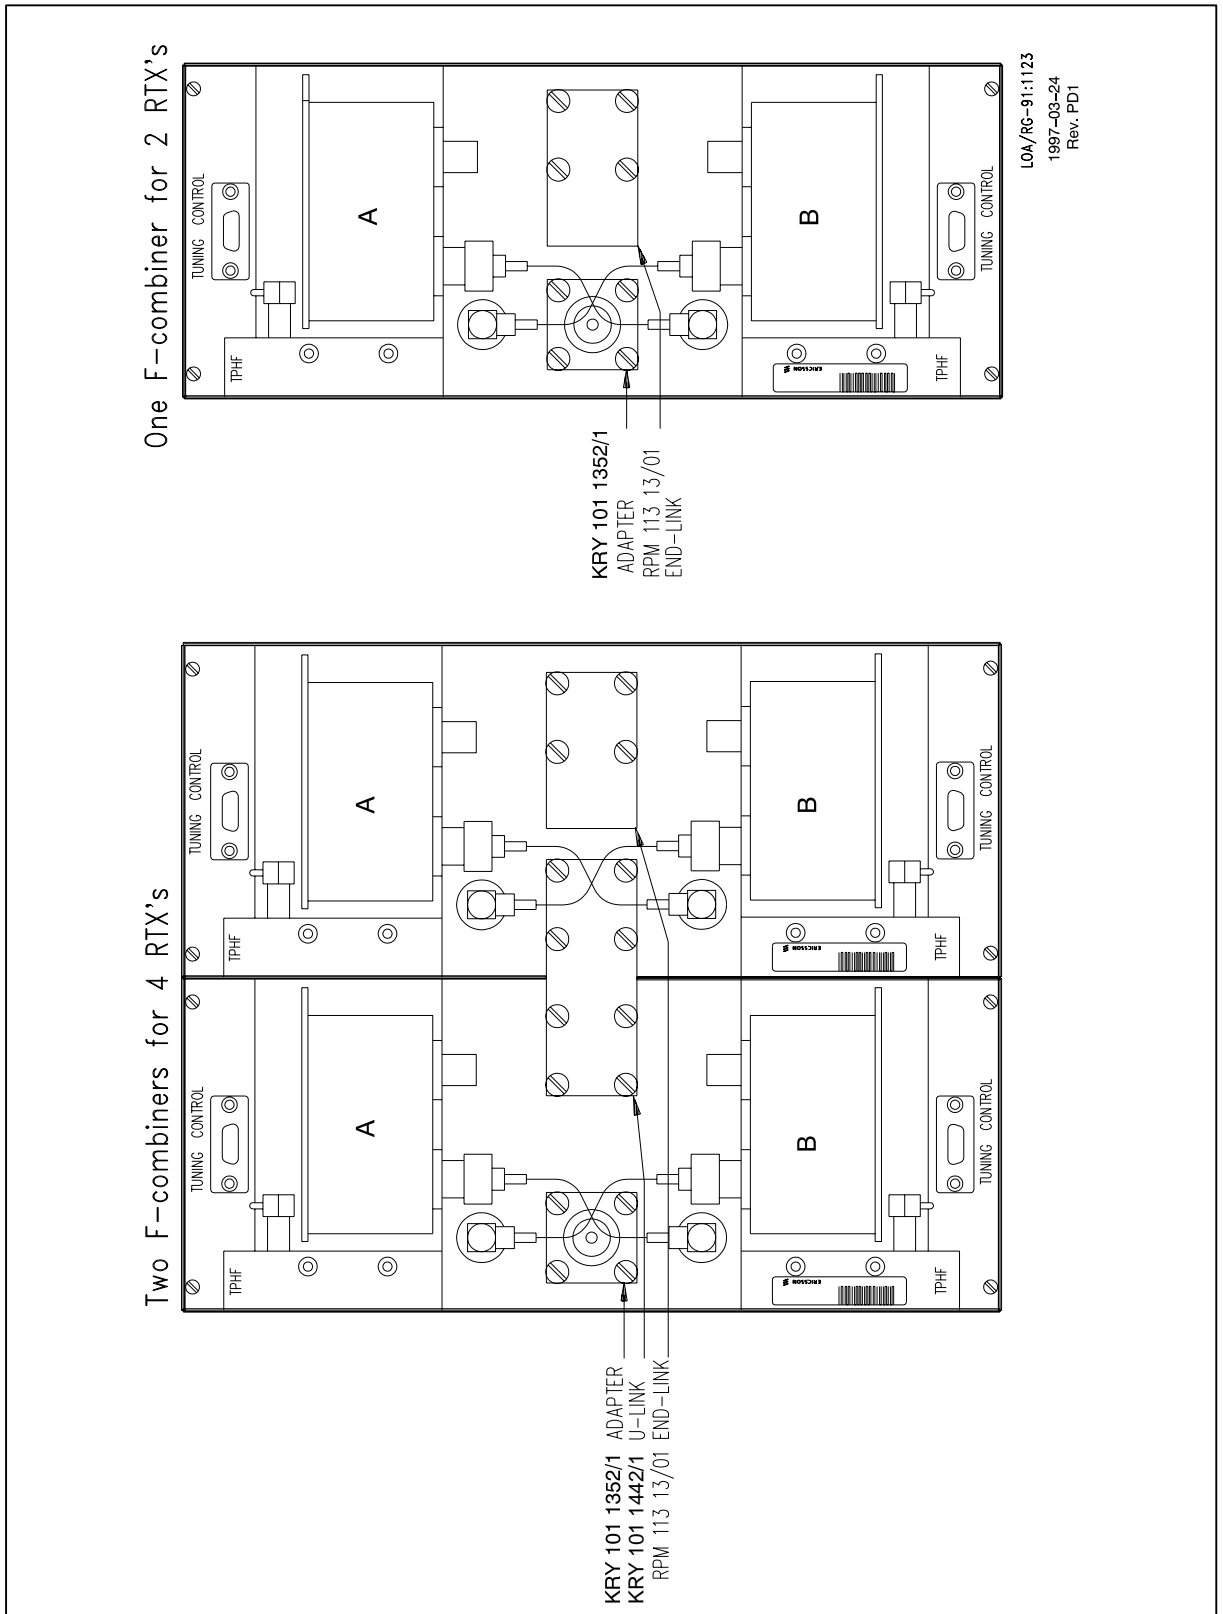 Two F-combiners for 4 RTX's
TUNING CONTROL
TUNING CONTROL
TPHF
TPHF
A
A
B
B
ERICSSON
ERICSSON
TPHF
TPHF
TUNING CONTROL
TUNING CONTROL
KRY 101 1352/1 ADAPTER
KRY 101 1442/1 U-LINK
RPM 113 13/01 END-LINK
One F-combiner for 2 RTX's
TUNING CONTROL
TPHF
A
B
ERICSSON
TPHF
TUNING CONTROL
KRY 101 1352/1
ADAPTER
RPM 113 13/01
END-LINK
LOA/RG-91:1123
1997-03-24
Rev. PD1